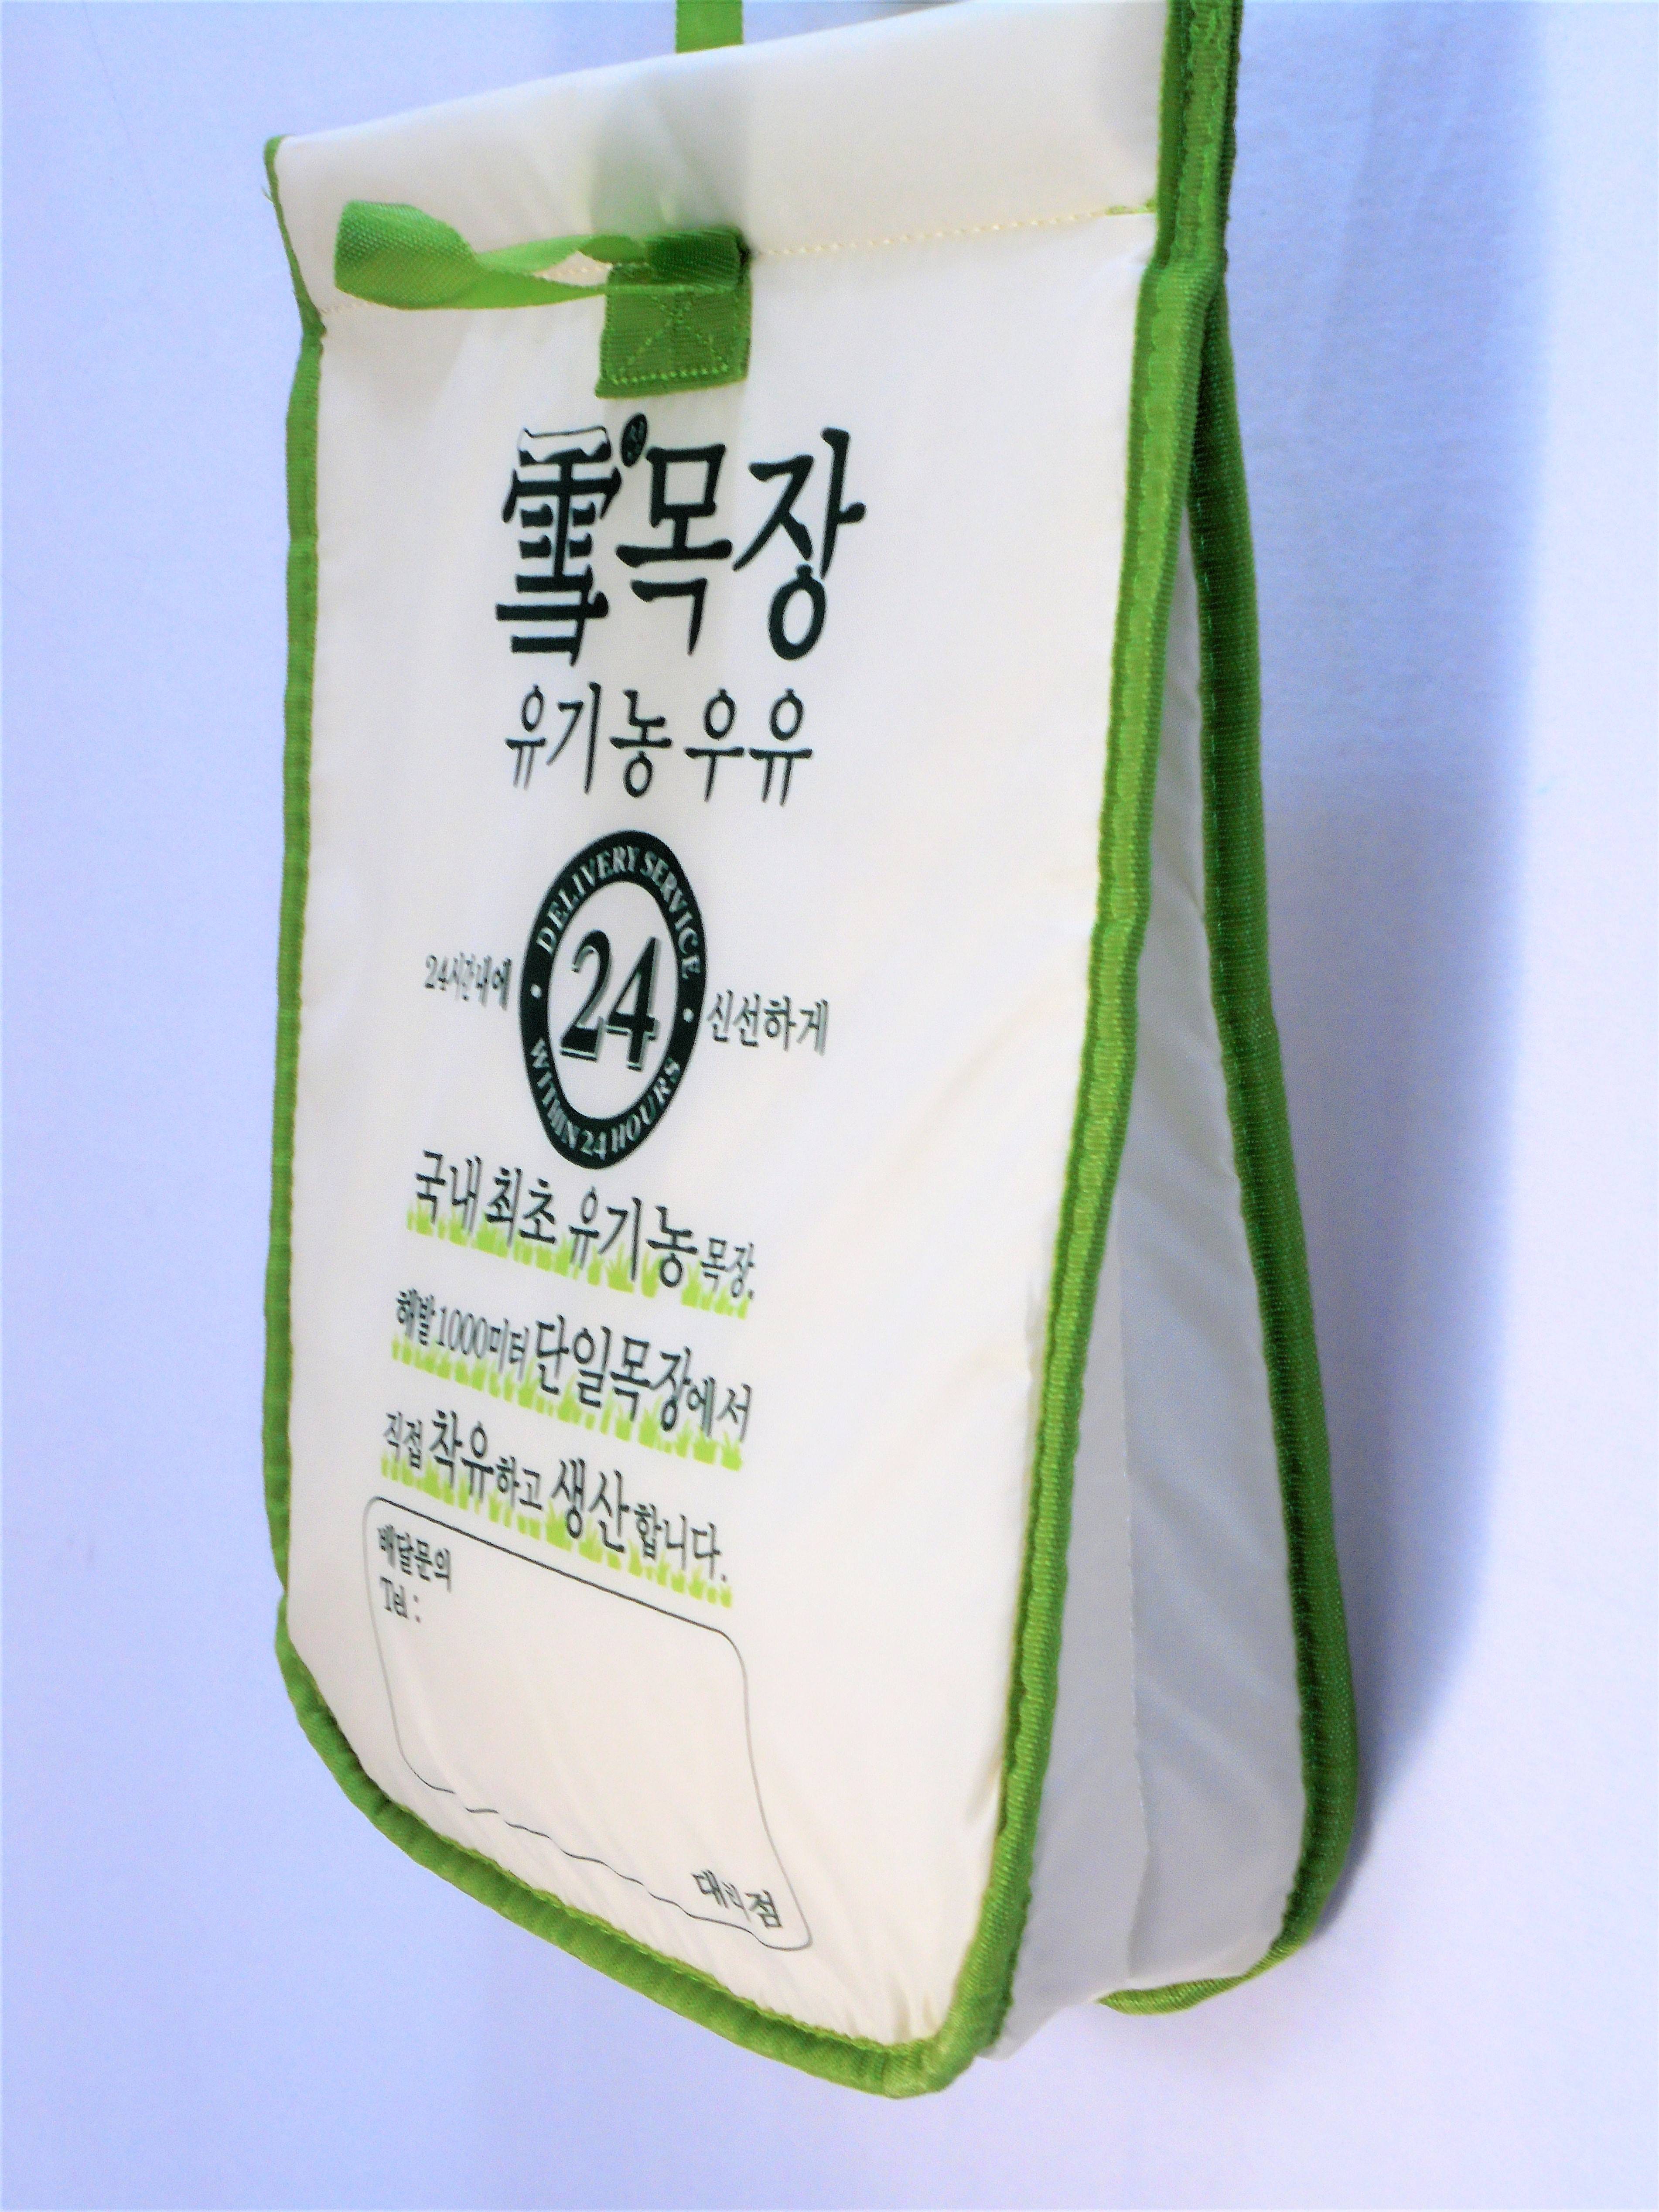 雪목장
설
유기농 우유
DELIVERY SERVICE
24시간내에 24 신선하게
WITHIN 24 HOURS
국내 최초 유기농 목장.
해발 1000미터 단일목장에서
직접 착유하고 생산합니다.
배달문의
Tel :
대리점